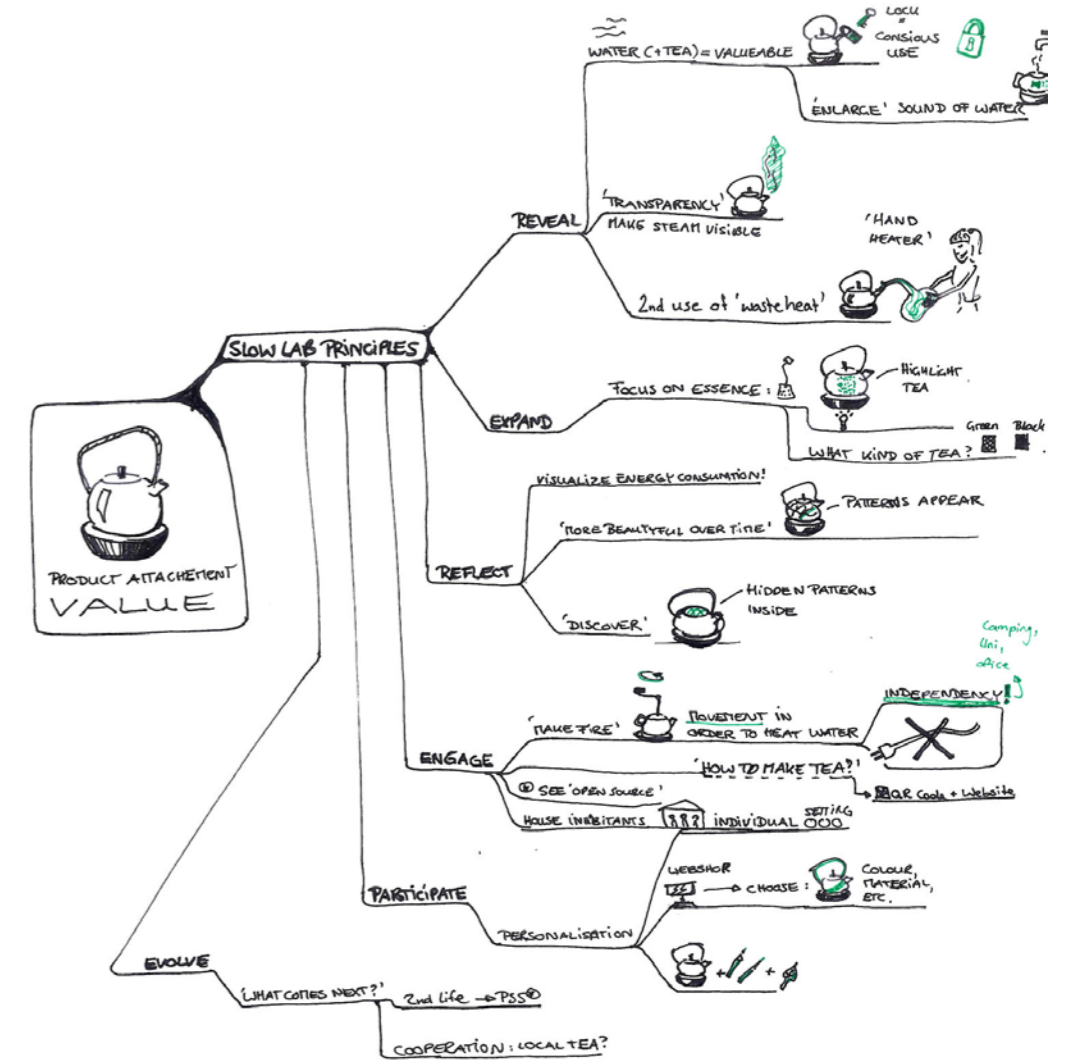 LOCK
=
CONSIOUS
USE
WATER (+TEA) = VALUEABLE
'ENLARGE' SOUND OF WATER
'TRANSPARENCY'
MAKE STEAM VISIBLE
REVEAL
'HAND
HEATER'
2nd use of 'waste heat'
SLOW LAB PRINCIPLES
PRODUCT ATTACHEMENT
VALUE
EXPAND
FOCUS ON ESSENCE:
HIGHLIGHT
TEA
Green Black
WHAT KIND OF TEA?
VISUALIZE ENERGY CONSUMTION!
'MORE BEAUTYFUL OVER TIME'
PATTERNS APPEAR
REFLECT
'DISCOVER'
HIDDEN PATTERNS
INSIDE
Camping,
Uni,
ofice
INDEPENDENCY!
'MAKE FIRE'
MOVEMENT IN
ORDER TO HEAT WATER
ENGAGE
'HOW TO MAKE TEA?'
QR Code + Website
SEE 'OPEN SOURCE'
HOUSE INHABITANTS
INDIVIDUAL SETTING
PARTICIPATE
PERSONALISATION
WEBSHOP
CHOOSE:
COLOUR,
MATERIAL,
ETC.
+ +
EVOLVE
'WHAT COMES NEXT?'
2nd Life → PSS
COOPERATION: LOCAL TEA?